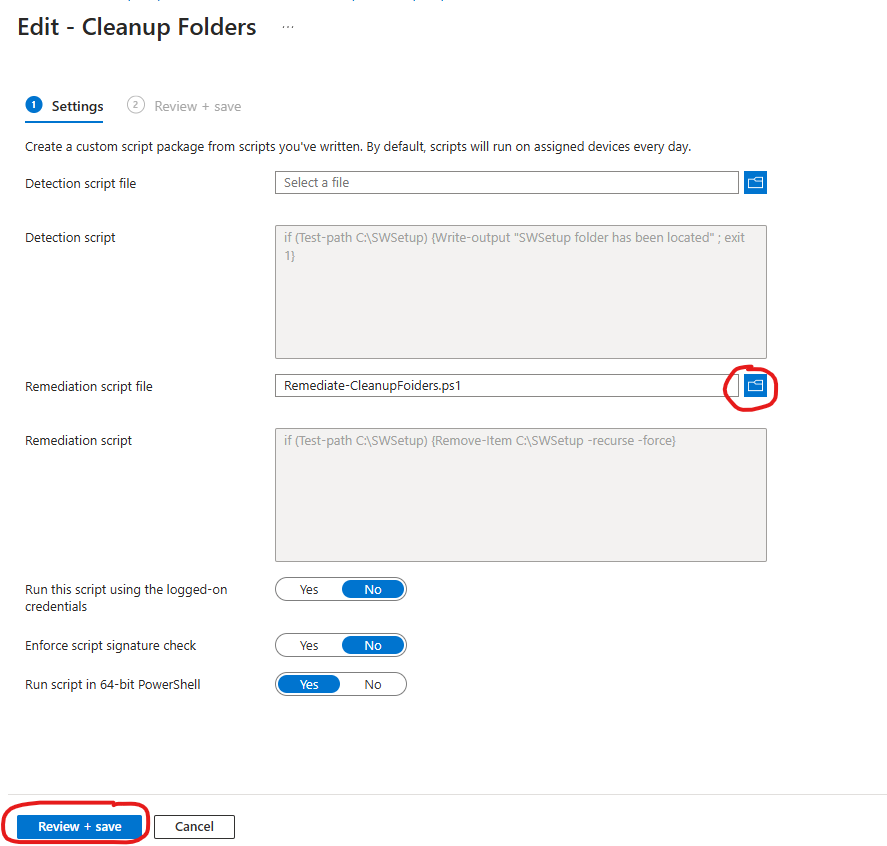 Edit - Cleanup Folders ...
1 Settings 2 Review + save
Create a custom script package from scripts you've written. By default, scripts will run on assigned devices every day.
Detection script file Select a file
Detection script if (Test-path C:\SWSetup) {Write-output "SWSetup folder has been located" ; exit
1}
Remediation script file Remediate-CleanupFoiders.ps1
Remediation script if (Test-path C:\SWSetup) {Remove-Item C:\SWSetup -recurse -force}
Run this script using the logged-on Yes No
credentials
Enforce script signature check Yes No
Run script in 64-bit PowerShell Yes No
Review + save Cancel